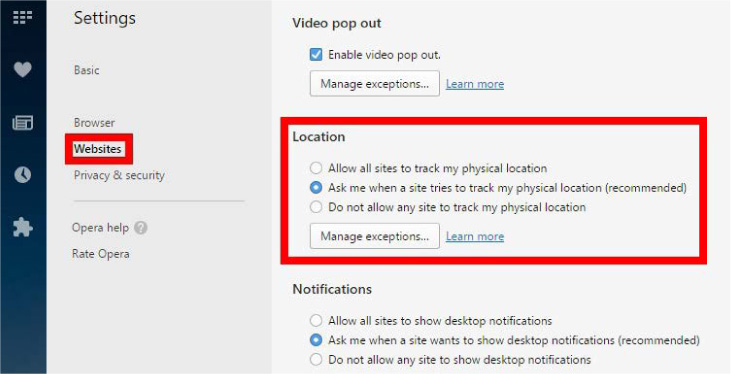 Settings
Basic
Browser
Websites
Privacy & security
Opera help ?
Rate Opera
Video pop out
Enable video pop out.
Manage exceptions... Learn more
Location
Allow all sites to track my physical location
Ask me when a site tries to track my physical location (recommended)
Do not allow any site to track my physical location
Manage exceptions... Learn more
Notifications
Allow all sites to show desktop notifications
Ask me when a site wants to show desktop notifications (recommended)
Do not allow any site to show desktop notifications